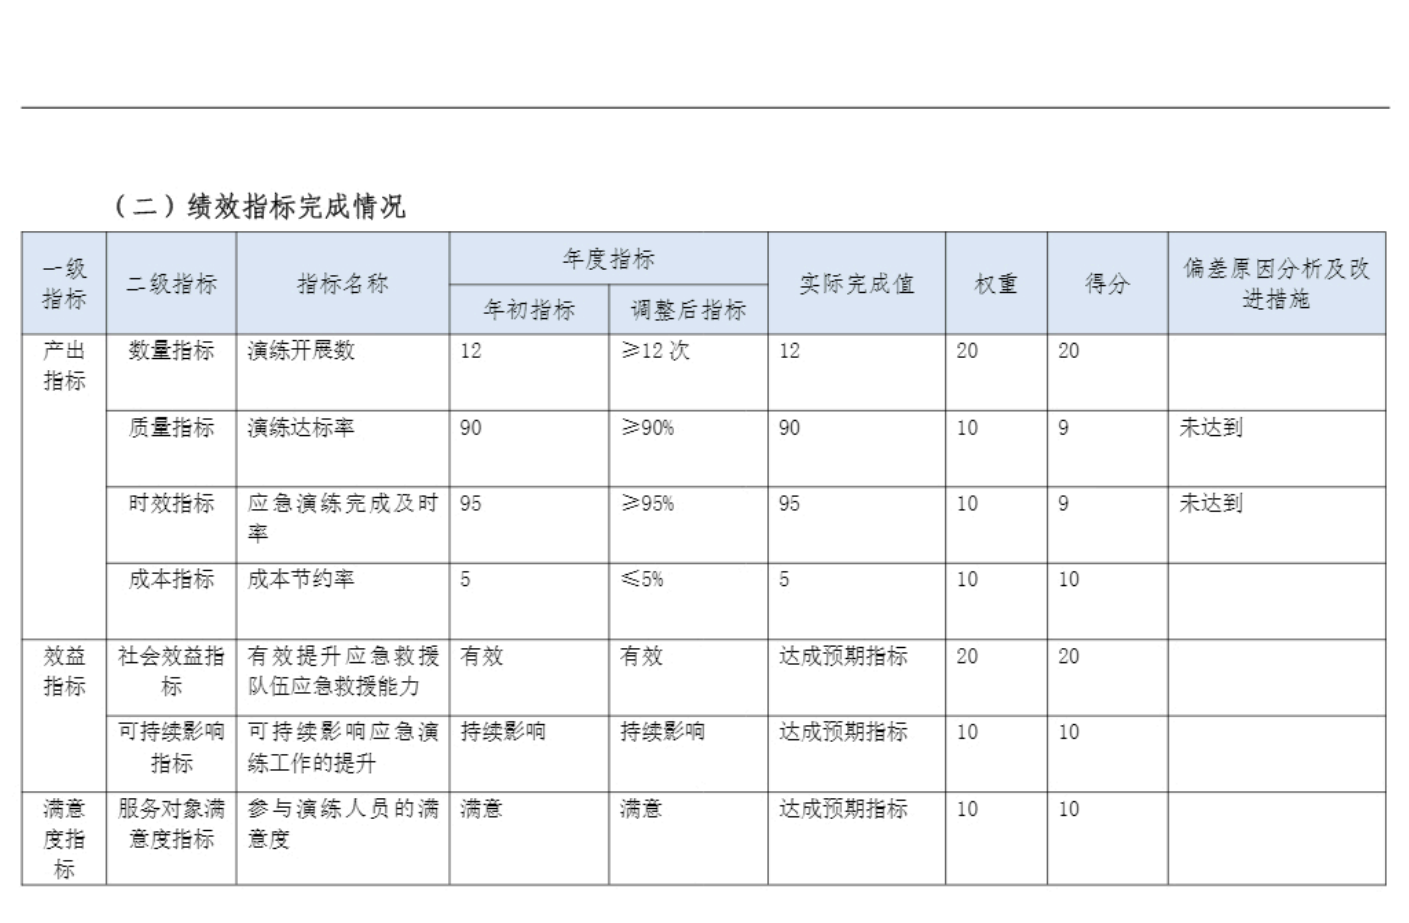 （二）绩效指标完成情况
一级指标 二级指标 指标名称 年度指标 实际完成值 权重 得分 偏差原因分析及改进措施
年初指标 调整后指标
产出指标 数量指标 演练开展数 12 ≥12 次 12 20 20
质量指标 演练达标率 90 ≥90% 90 10 9 未达到
时效指标 应急演练完成及时率 95 ≥95% 95 10 9 未达到
成本指标 成本节约率 5 ≤5% 5 10 10
效益指标 社会效益指标 有效提升应急救援队伍应急救援能力 有效 有效 达成预期指标 20 20
可持续影响指标 可持续影响应急演练工作的提升 持续影响 持续影响 达成预期指标 10 10
满意度指标 服务对象满意度指标 参与演练人员的满意度 满意 满意 达成预期指标 10 10